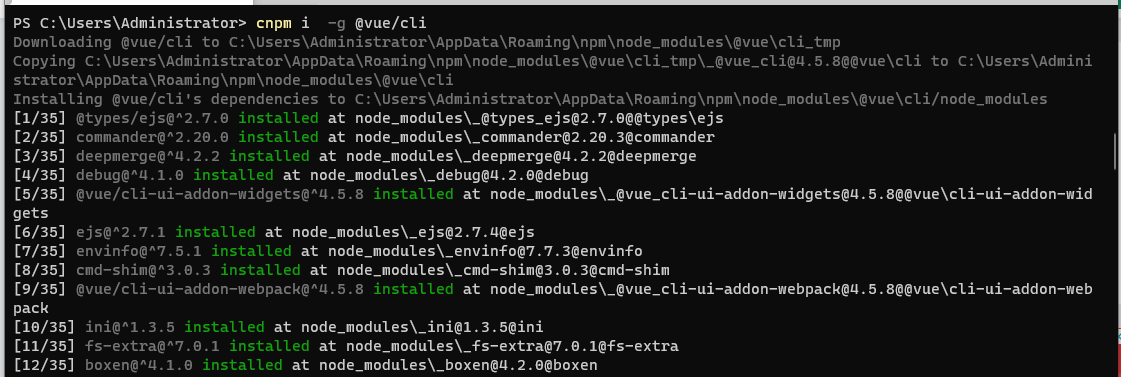 PS C:\Users\Administrator> cnpm i  -g @vue/cli
Downloading @vue/cli to C:\Users\Administrator\AppData\Roaming\npm\node_modules\@vue\cli_tmp
Copying C:\Users\Administrator\AppData\Roaming\npm\node_modules\@vue\cli_tmp\_@vue_cli@4.5.8@@vue\cli to C:\Users\Admini
strator\AppData\Roaming\npm\node_modules\@vue\cli
Installing @vue/cli's dependencies to C:\Users\Administrator\AppData\Roaming\npm\node_modules\@vue\cli/node_modules
[1/35] @types/ejs@^2.7.0 installed at node_modules\_@types_ejs@2.7.0@@types\ejs
[2/35] commander@^2.20.0 installed at node_modules\_commander@2.20.3@commander
[3/35] deepmerge@^4.2.2 installed at node_modules\_deepmerge@4.2.2@deepmerge
[4/35] debug@^4.1.0 installed at node_modules\_debug@4.2.0@debug
[5/35] @vue/cli-ui-addon-widgets@^4.5.8 installed at node_modules\_@vue_cli-ui-addon-widgets@4.5.8@@vue\cli-ui-addon-wid
gets
[6/35] ejs@^2.7.1 installed at node_modules\_ejs@2.7.4@ejs
[7/35] envinfo@^7.5.1 installed at node_modules\_envinfo@7.7.3@envinfo
[8/35] cmd-shim@^3.0.3 installed at node_modules\_cmd-shim@3.0.3@cmd-shim
[9/35] @vue/cli-ui-addon-webpack@^4.5.8 installed at node_modules\_@vue_cli-ui-addon-webpack@4.5.8@@vue\cli-ui-addon-web
pack
[10/35] ini@^1.3.5 installed at node_modules\_ini@1.3.5@ini
[11/35] fs-extra@^7.0.1 installed at node_modules\_fs-extra@7.0.1@fs-extra
[12/35] boxen@^4.1.0 installed at node_modules\_boxen@4.2.0@boxen